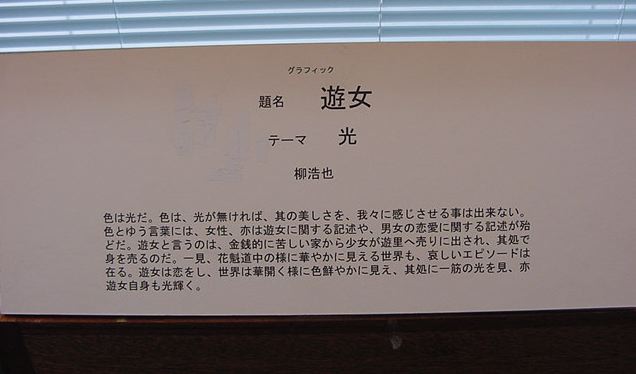 グラフィック
題名 遊女
テーマ 光
柳浩也
色は光だ。色は、光が無ければ、其の美しさを、我々に感じさせる事は出来ない。
色とゆう言葉には、女性、亦は遊女に関する記述や、男女の恋愛に関する記述が殆
どだ。遊女と言うのは、金銭的に苦しい家から少女が遊里へ売りに出され、其処で
身を売るのだ。一見、花魁道中の様に華やかに見える世界も、哀しいエピソードは
在る。遊女は恋をし、世界は華開く様に色鮮やかに見え、其処に一筋の光を見、亦
遊女自身も光輝く。